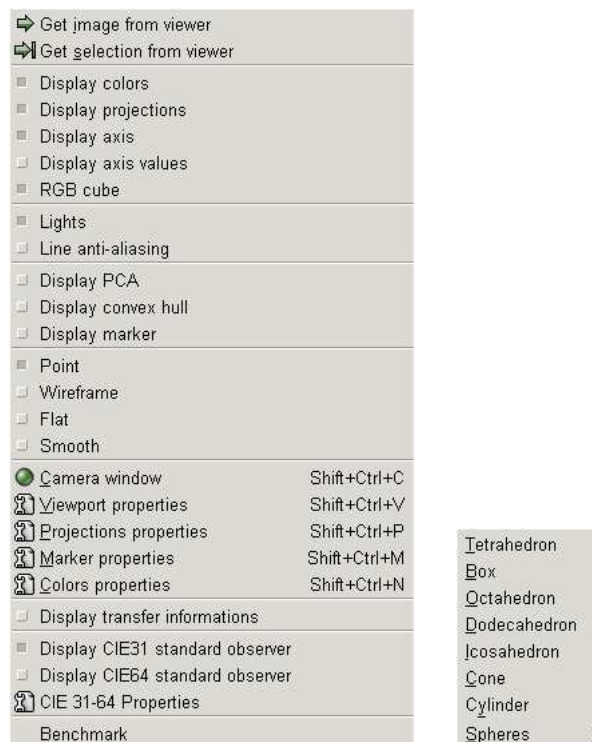 Get image from viewer
Get selection from viewer
Display colors
Display projections
Display axis
Display axis values
RGB cube
Lights
Line anti-aliasing
Display PCA
Display convex hull
Display marker
Point
Wireframe
Flat
Smooth
Camera window Shift+Ctrl+C
Viewport properties Shift+Ctrl+V
Projections properties Shift+Ctrl+P
Marker properties Shift+Ctrl+M
Colors properties Shift+Ctrl+N
Display transfer informations
Display CIE31 standard observer
Display CIE64 standard observer
CIE 31-64 Properties
Benchmark
Tetrahedron
Box
Octahedron
Dodecahedron
Icosahedron
Cone
Cylinder
Spheres